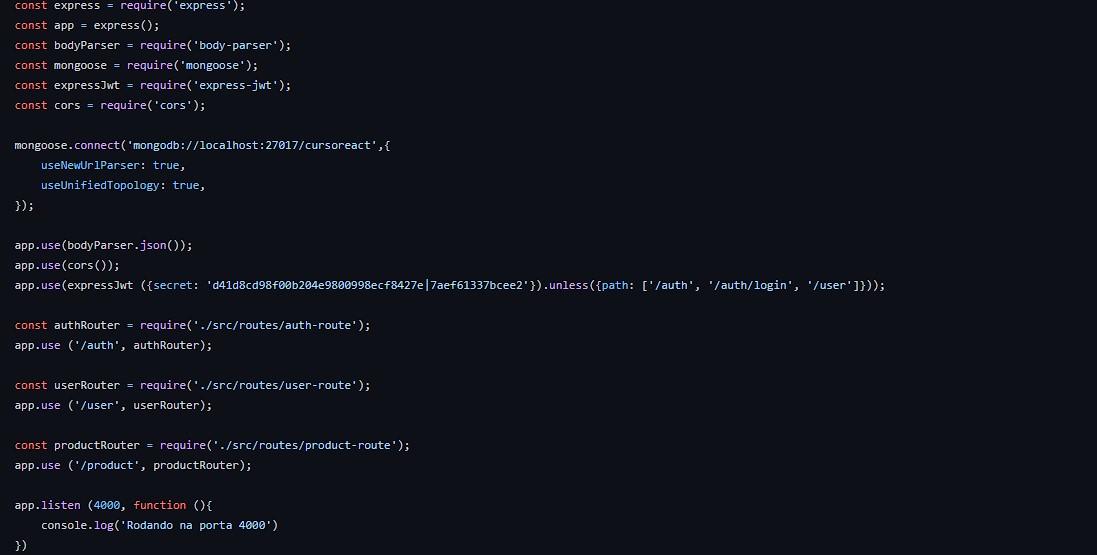 const express = require('express');
const app = express();
const bodyParser = require('body-parser');
const mongoose = require('mongoose');
const expressJwt = require('express-jwt');
const cors = require('cors');
mongoose.connect('mongodb://localhost:27017/cursoreact',{
useNewUrlParser: true,
useUnifiedTopology: true,
});
app.use(bodyParser.json());
app.use(cors());
app.use(expressJwt ({secret: 'd41d8cd98f00b204e9800998ecf8427e|7aef61337bcee2'}).unless({path: ['/auth', '/auth/login', '/user']}));
const authRouter = require('./src/routes/auth-route');
app.use ('/auth', authRouter);
const userRouter = require('./src/routes/user-route');
app.use ('/user', userRouter);
const productRouter = require('./src/routes/product-route');
app.use ('/product', productRouter);
app.listen (4000, function (){
console.log('Rodando na porta 4000')
})